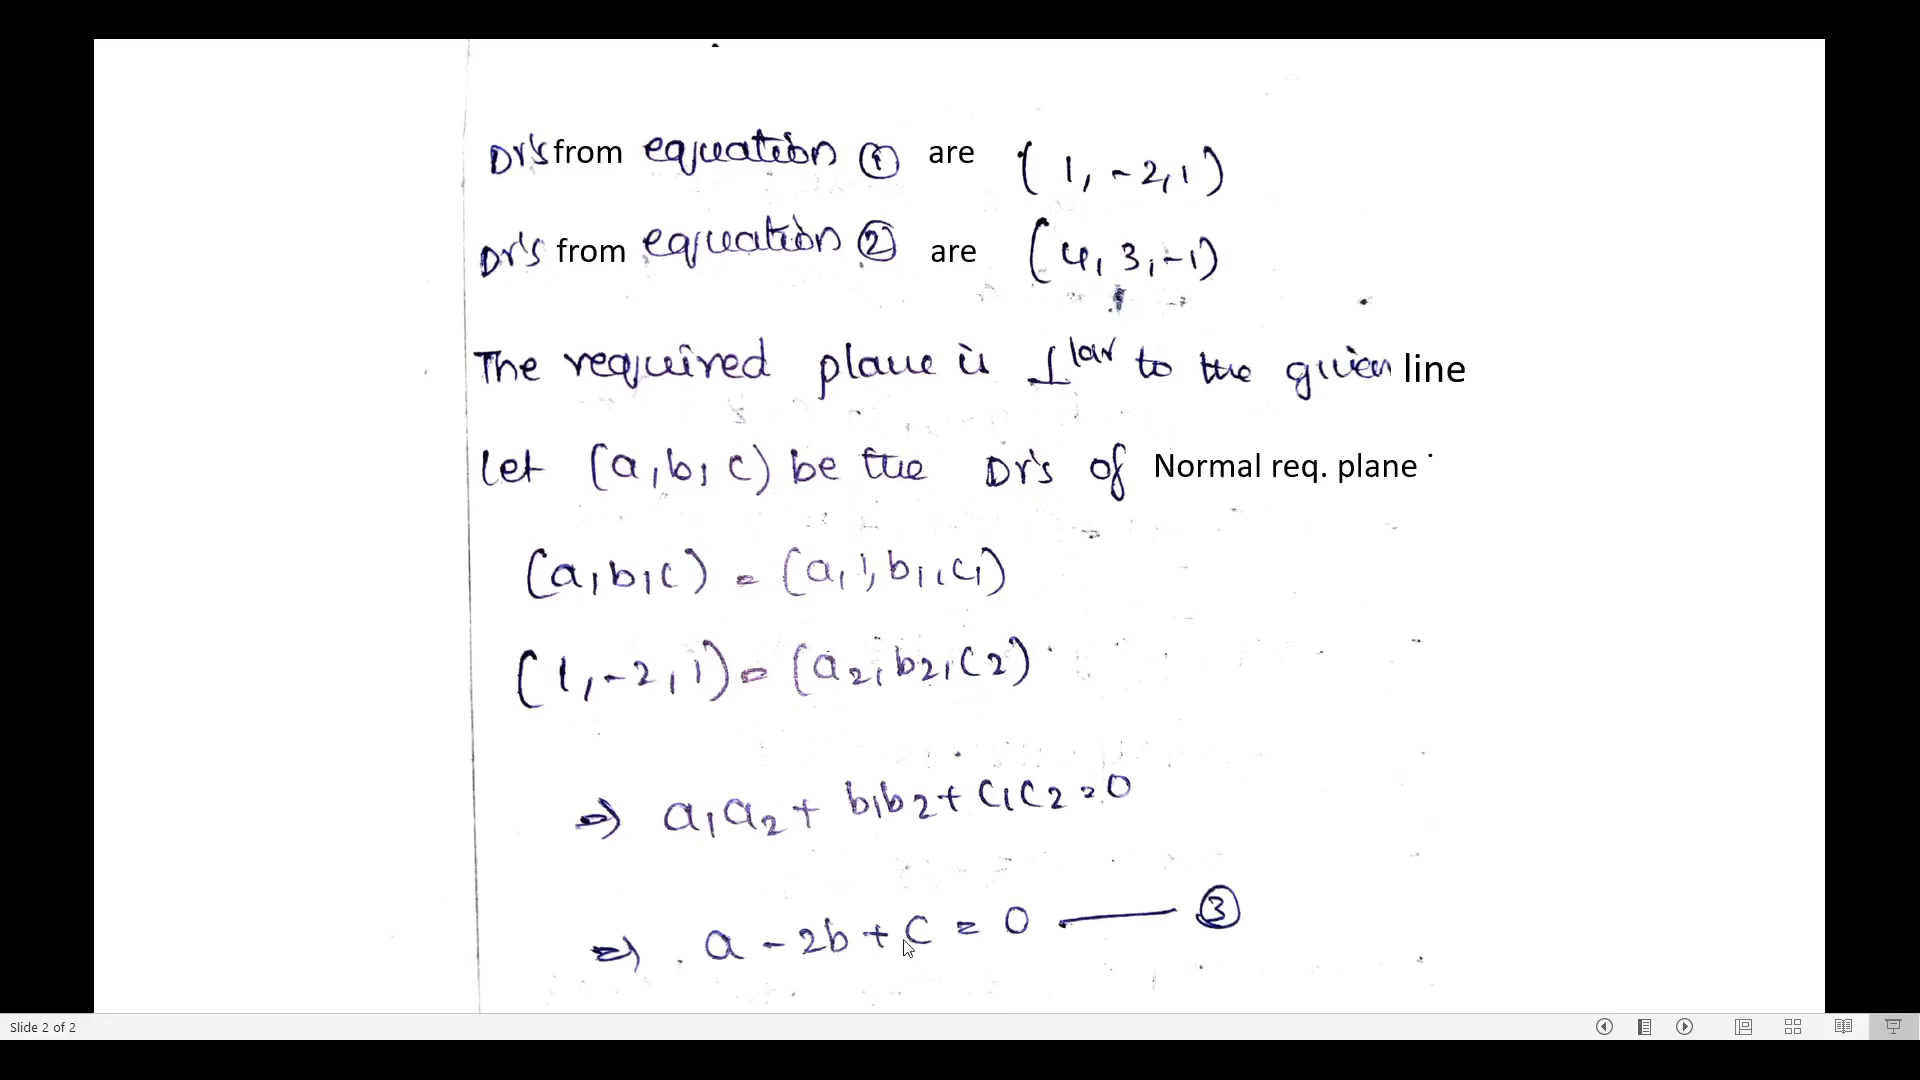 Dr's from equation ① are (1, -2, 1)
Dr's from equation ② are (4, 3, -1)
The required plane is ⊥lar to the given line
Let (a, b, c) be the Dr's of Normal req. plane
(a, b, c) = (a1, b1, c1)
(1, -2, 1) = (a2, b2, c2)
⇒ a1a2 + b1b2 + c1c2 = 0
⇒ a - 2b + c = 0 —— ③
Slide 2 of 2